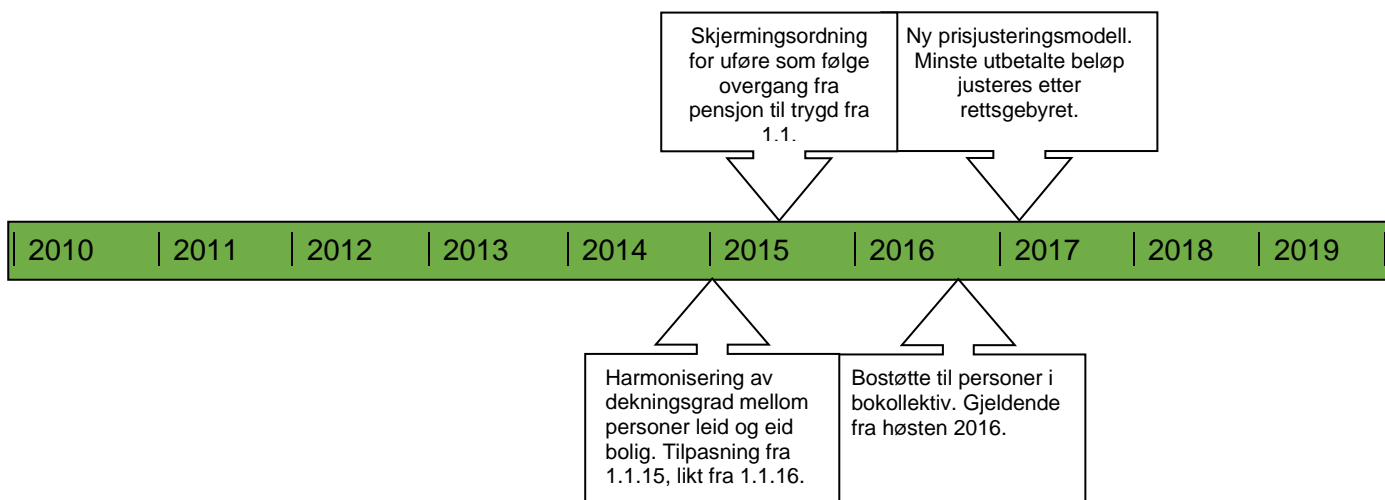 Skjermingsordning
for uføre som følge
overgang fra
pensjon til trygd fra
1.1.
Ny prisjusteringsmodell.
Minste utbetalte beløp
justeres etter
rettsgebyret.
2010 2011 2012 2013 2014 2015 2016 2017 2018 2019
Harmonisering av
dekningsgrad mellom
personer leid og eid
bolig. Tilpasning fra
1.1.15, likt fra 1.1.16.
Bostøtte til personer i
bokollektiv. Gjeldende
fra høsten 2016.